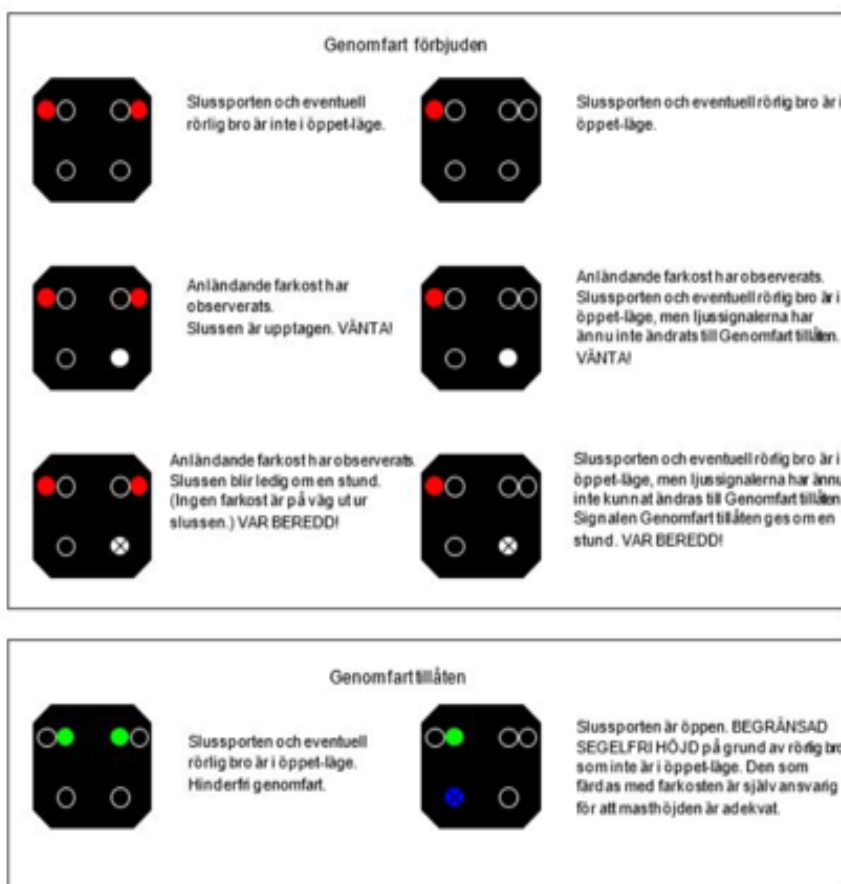 Genomfart förbjuden
Slussporten och eventuell
rörlig bro är inte i öppet-läge.
Slussporten och eventuell rörlig bro är i
öppet-läge.
Anländande farkost har
observerats.
Slussen är upptagen. VÄNTA!
Anländande farkost har observerats.
Slussporten och eventuell rörlig bro är i
öppet-läge, men ljussignalerna har
ännu inte ändrats till Genomfart tillåten.
VÄNTA!
Anländande farkost har observerats.
Slussen blir ledig om en stund.
(Ingen farkost är på väg ut ur
slussen.) VAR BEREDD!
Slussporten och eventuell rörlig bro är i
öppet-läge, men ljussignalerna har ännu
inte kunnat ändras till Genomfart tillåten
Signalen Genomfart tillåten ges om en
stund. VAR BEREDD!
Genomfart tillåten
Slussporten och eventuell
rörlig bro är i öppet-läge.
Hinderfri genomfart.
Slussporten är öppen. BEGRÄNSAD
SEGELFRI HÖJD på grund av rörlig bro
som inte är i öppet-läge. Den som
färdas med farkosten är själv ansvarig
för att masthöjden är adekvat.